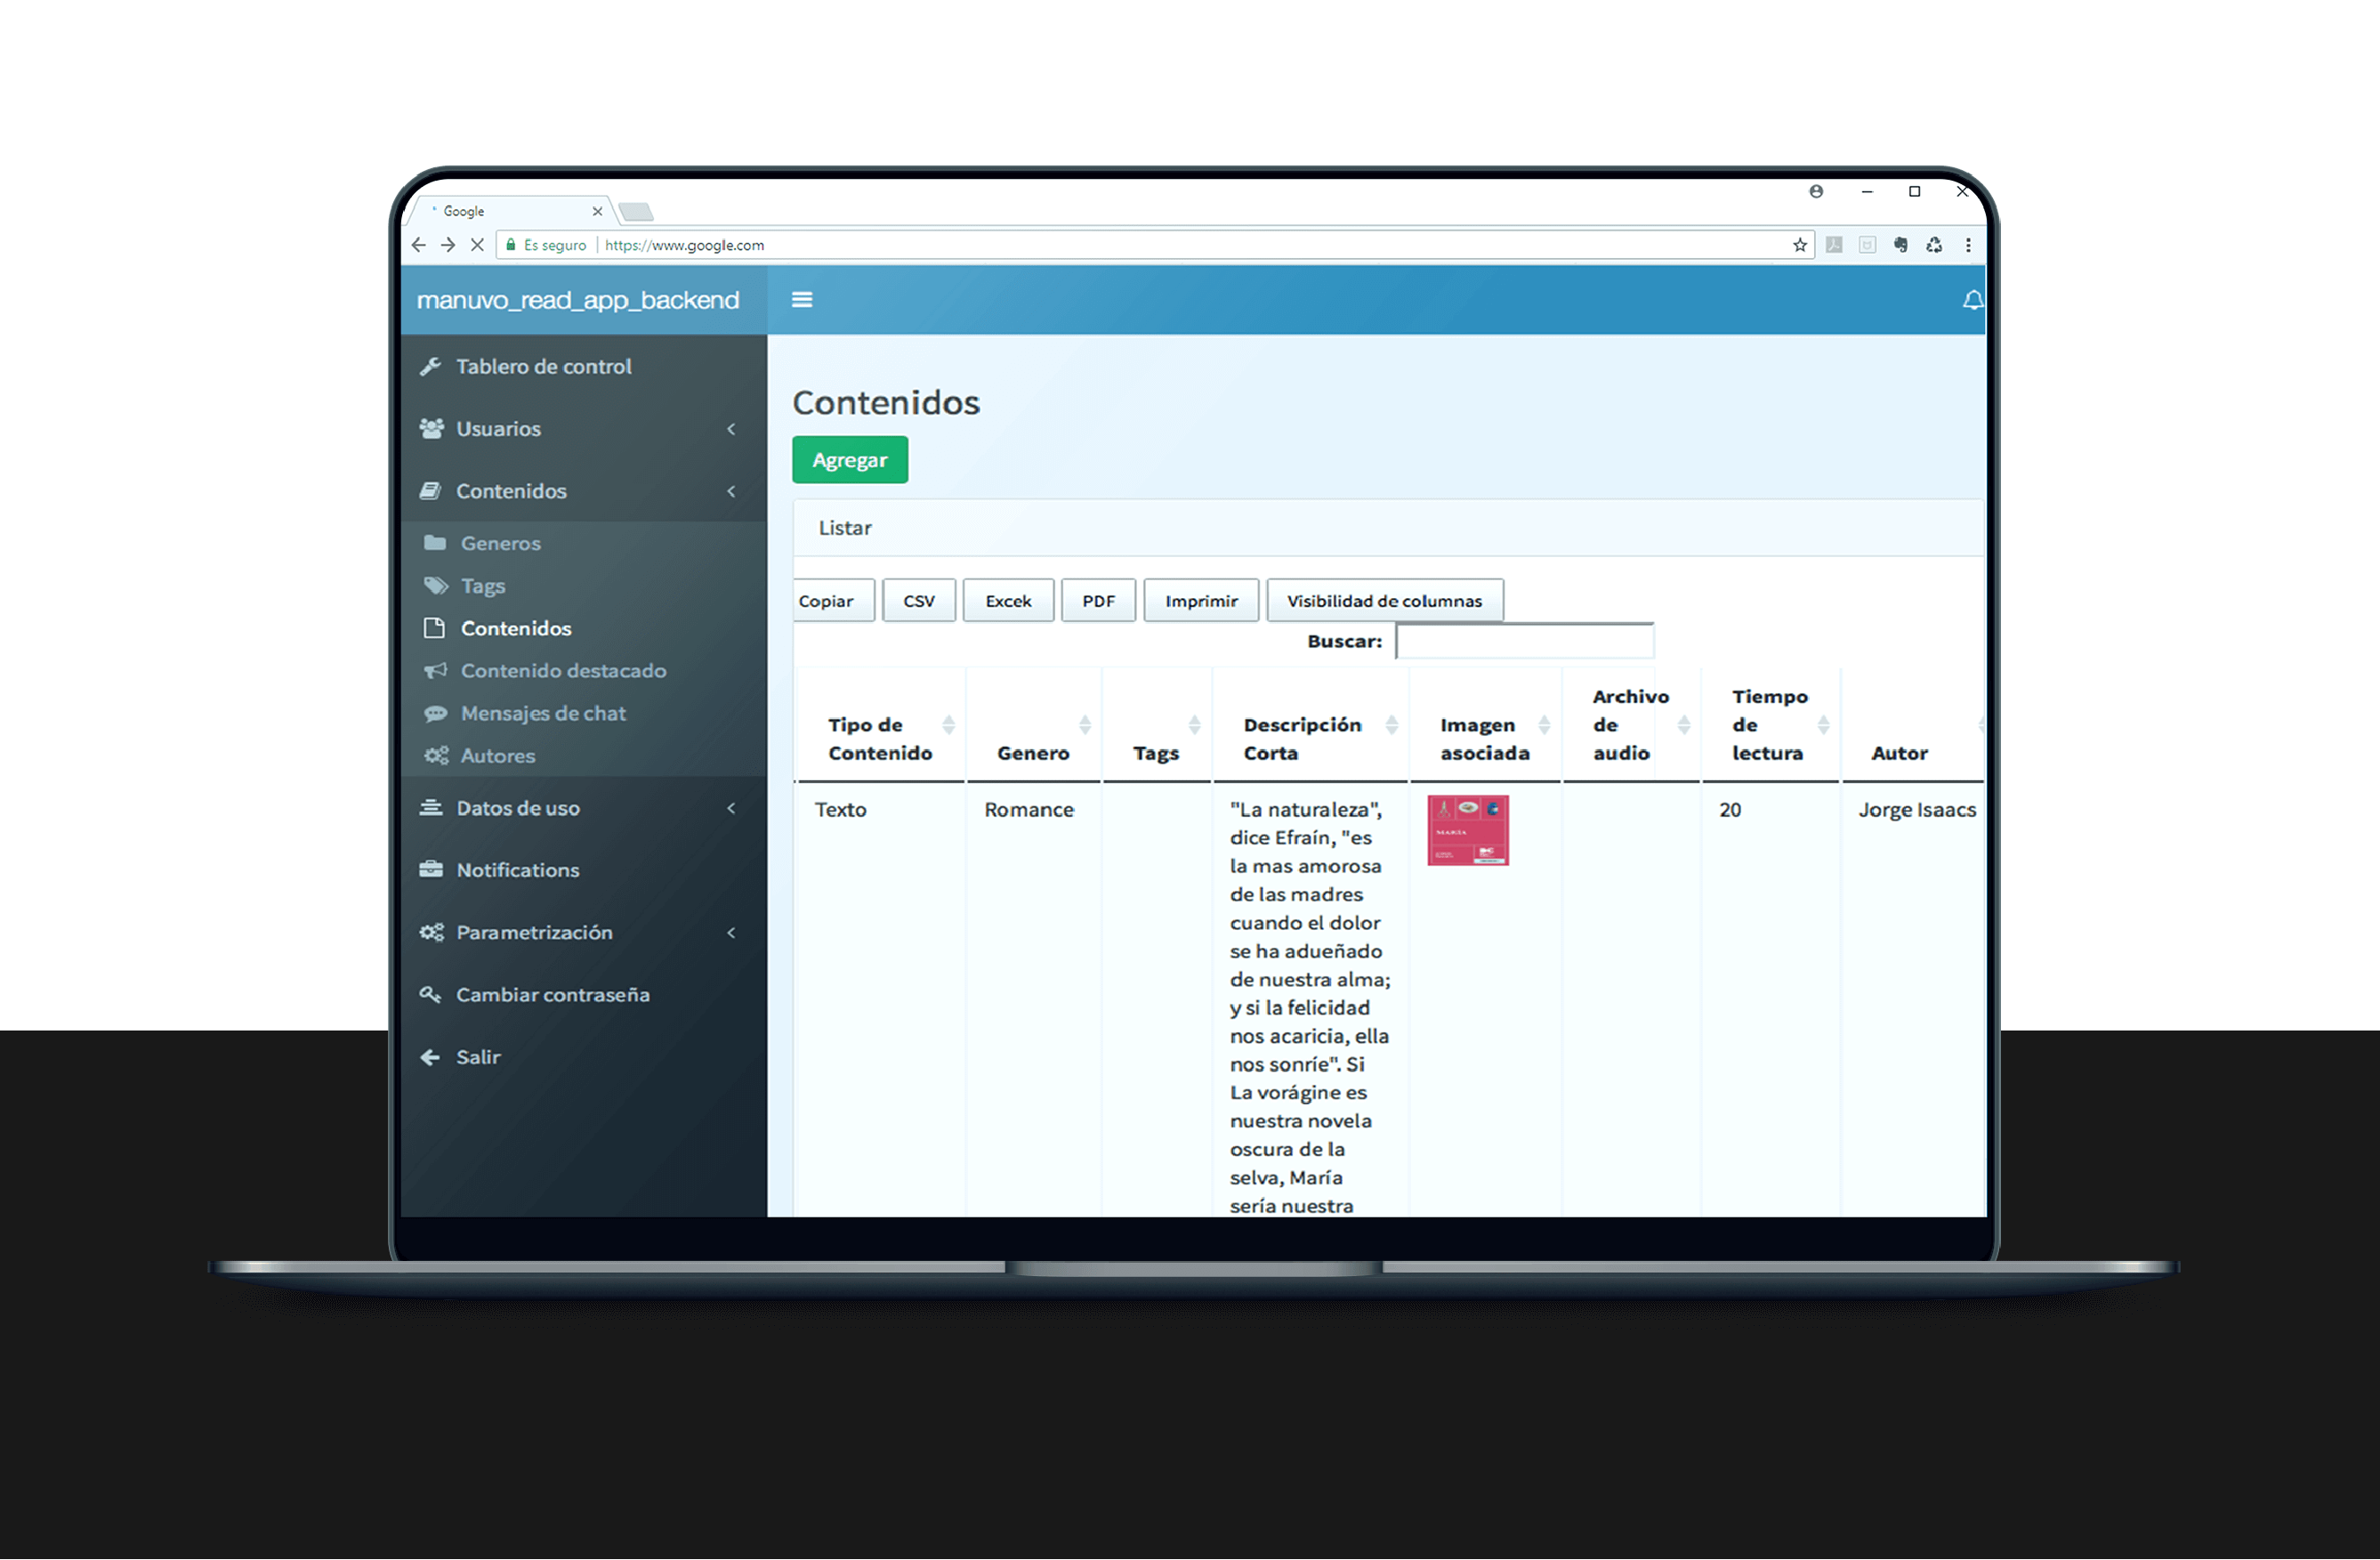 Google
Es seguro
https://www.google.com
manuvo_read_app_backend
Tablero de control
Usuarios
Contenidos
Generos
Tags
Contenidos
Contenido destacado
Mensajes de chat
Autores
Datos de uso
Notifications
Parametrización
Cambiar contraseña
Salir
Contenidos
Agregar
Listar
Copiar CSV Excek PDF Imprimir Visibilidad de columnas
Buscar:
Tipo de
Contenido
Genero
Tags
Descripción
Corta
Imagen
asociada
Archivo
de
audio
Tiempo
de
lectura
Autor
Texto
Romance
"La naturaleza",
dice Efraín, "es
la mas amorosa
de las madres
cuando el dolor
se ha adueñado
de nuestra alma;
y si la felicidad
nos acaricia, ella
nos sonríe". Si
La vorágine es
nuestra novela
oscura de la
selva, María
sería nuestra
MARÍA
20
Jorge Isaacs